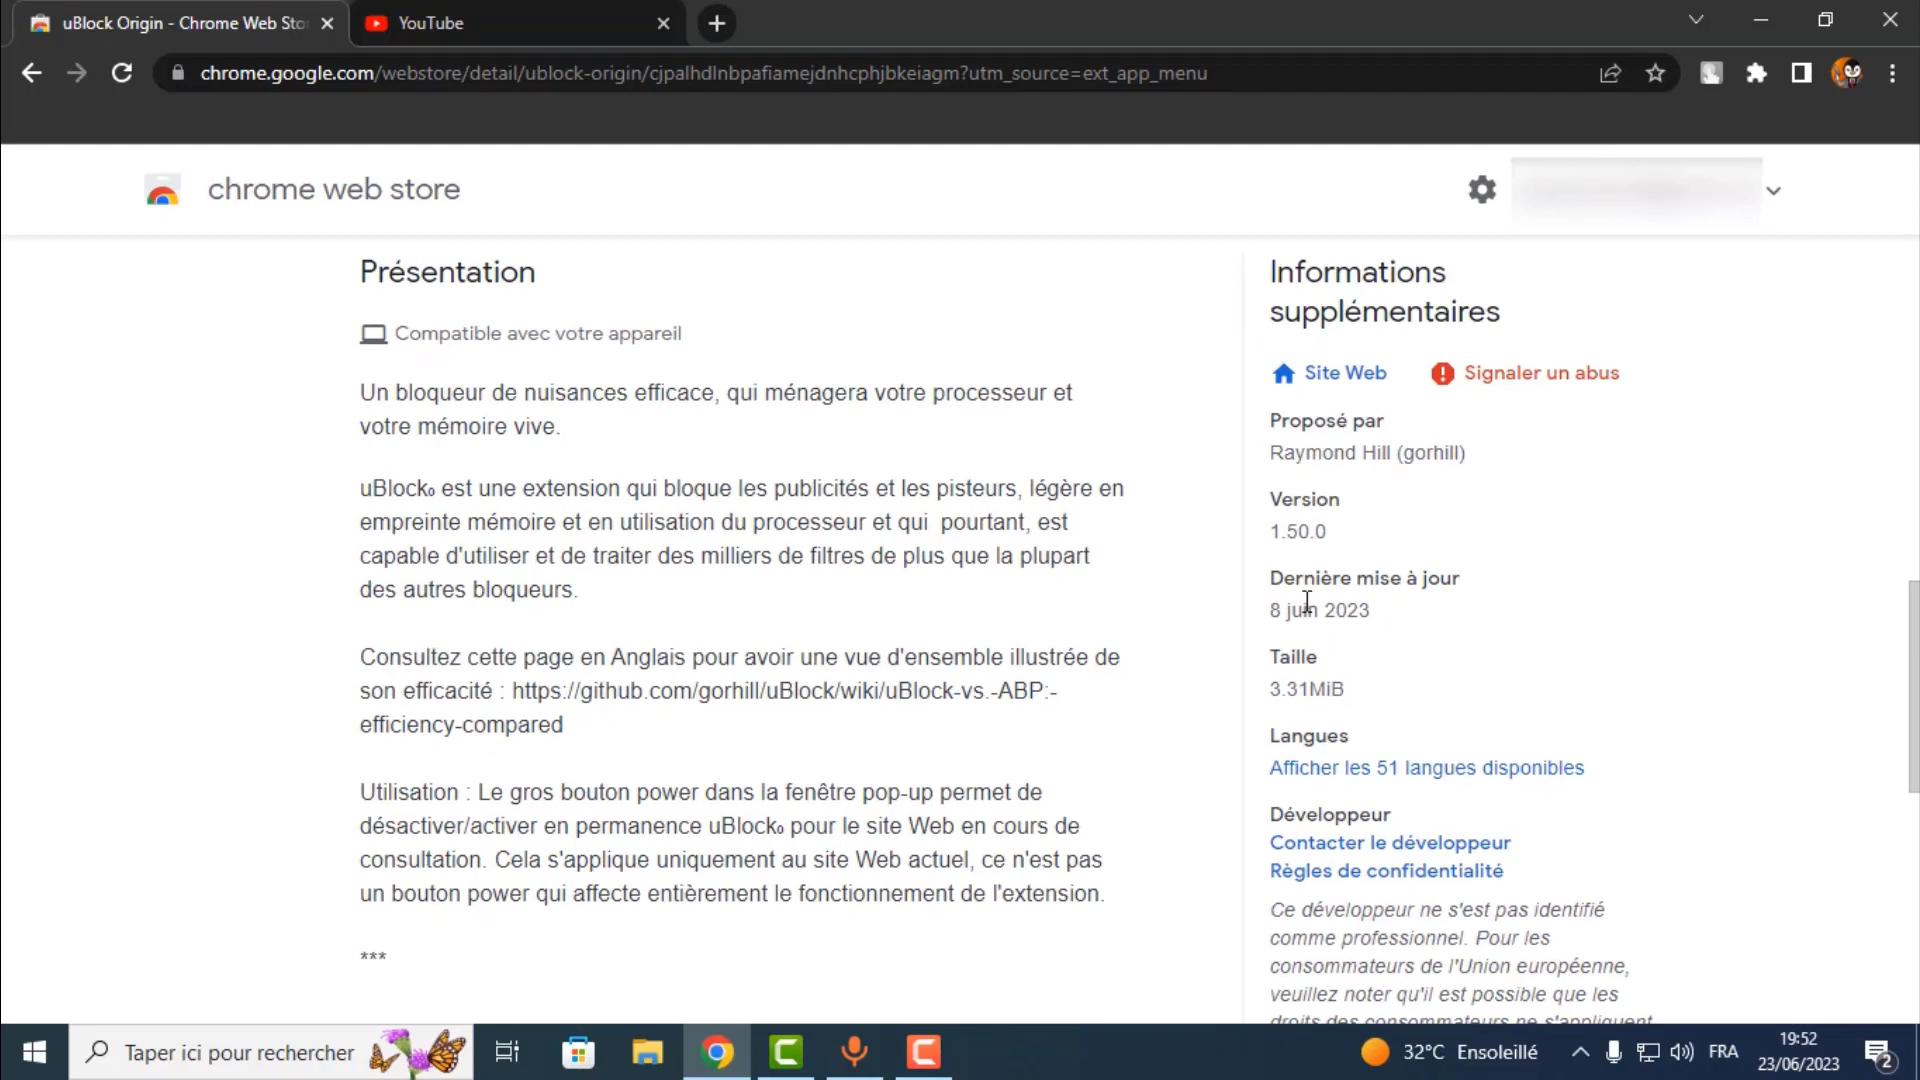 uBlock Origin - Chrome Web Sto
YouTube
chrome.google.com/webstore/detail/ublock-origin/cjpalhdlnbpafiamejdnhcphjbkeiagm?utm_source=ext_app_menu
chrome web store
Présentation
Compatible avec votre appareil
Un bloqueur de nuisances efficace, qui ménagera votre processeur et
votre mémoire vive.
uBlock₀ est une extension qui bloque les publicités et les pisteurs, légère en
empreinte mémoire et en utilisation du processeur et qui  pourtant, est
capable d'utiliser et de traiter des milliers de filtres de plus que la plupart
des autres bloqueurs.
Consultez cette page en Anglais pour avoir une vue d'ensemble illustrée de
son efficacité : https://github.com/gorhill/uBlock/wiki/uBlock-vs.-ABP:-
efficiency-compared
Utilisation : Le gros bouton power dans la fenêtre pop-up permet de
désactiver/activer en permanence uBlock₀ pour le site Web en cours de
consultation. Cela s'applique uniquement au site Web actuel, ce n'est pas
un bouton power qui affecte entièrement le fonctionnement de l'extension.
***
Informations
supplémentaires
Site Web
Signaler un abus
Proposé par
Raymond Hill (gorhill)
Version
1.50.0
Dernière mise à jour
8 juin 2023
Taille
3.31MiB
Langues
Afficher les 51 langues disponibles
Développeur
Contacter le développeur
Règles de confidentialité
Ce développeur ne s'est pas identifié
comme professionnel. Pour les
consommateurs de l'Union européenne,
veuillez noter qu'il est possible que les
droits des consommateurs ne s'appliquent
Taper ici pour rechercher
32°C Ensoleillé
FRA
19:52
23/06/2023
2